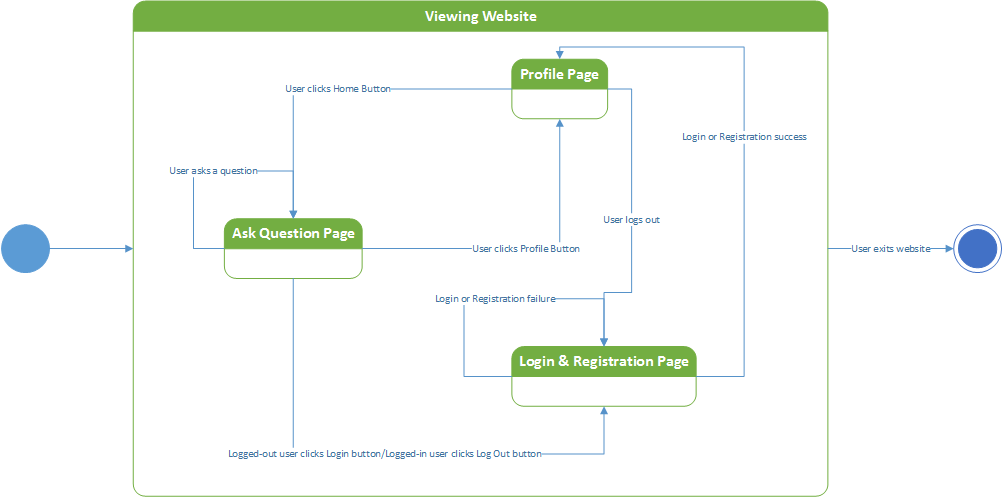 Viewing Website
Profile Page
User clicks Home Button
Login or Registration success
User asks a question
User logs out
Ask Question Page
User clicks Profile Button
User exits website
Login or Registration failure
Login & Registration Page
Logged-out user clicks Login button/Logged-in user clicks Log Out button